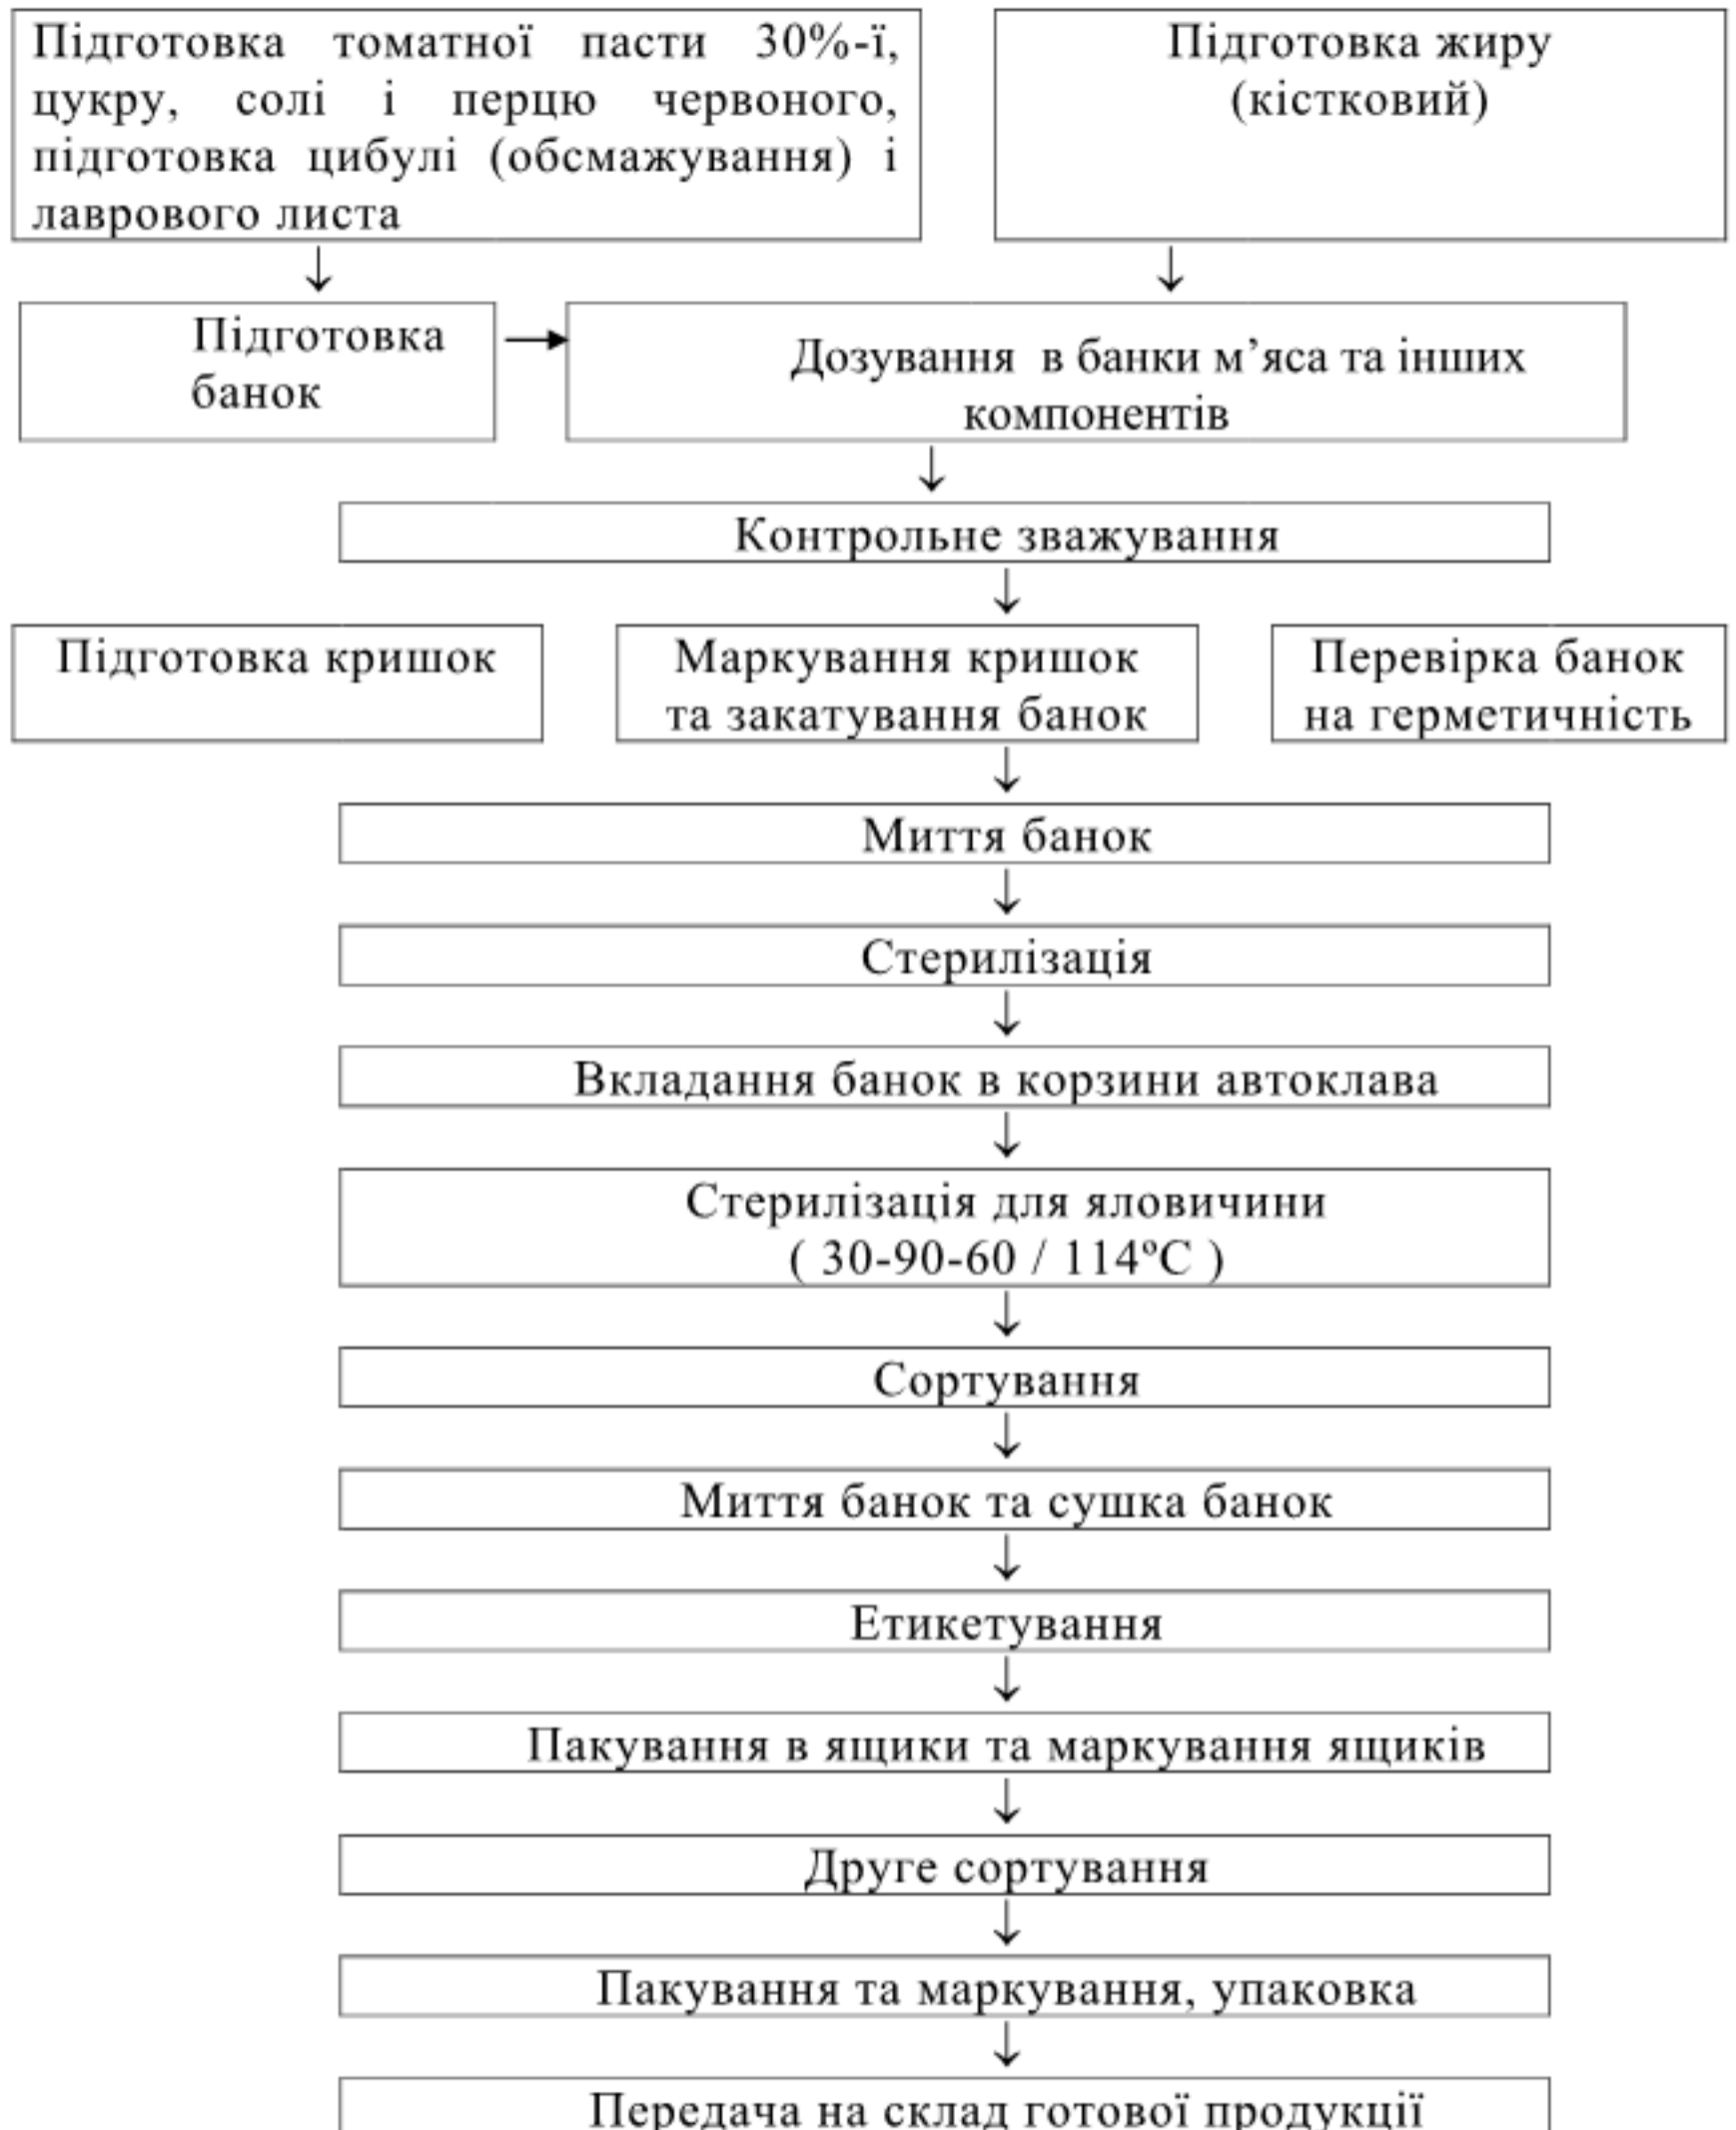 Підготовка томатної пасти 30%-ї,
цукру, солі і перцю червоного,
підготовка цибулі (обсмажування) і
лаврового листа
Підготовка жиру
(кістковий)
Підготовка
банок
Дозування в банки м’яса та інших
компонентів
Контрольне зважування
Підготовка кришок
Маркування кришок
та закатування банок
Перевірка банок
на герметичність
Миття банок
Стерилізація
Вкладання банок в корзини автоклава
Стерилізація для яловичини
( 30-90-60 / 114ºС )
Сортування
Миття банок та сушка банок
Етикетування
Пакування в ящики та маркування ящиків
Друге сортування
Пакування та маркування, упаковка
Передача на склад готової продукції